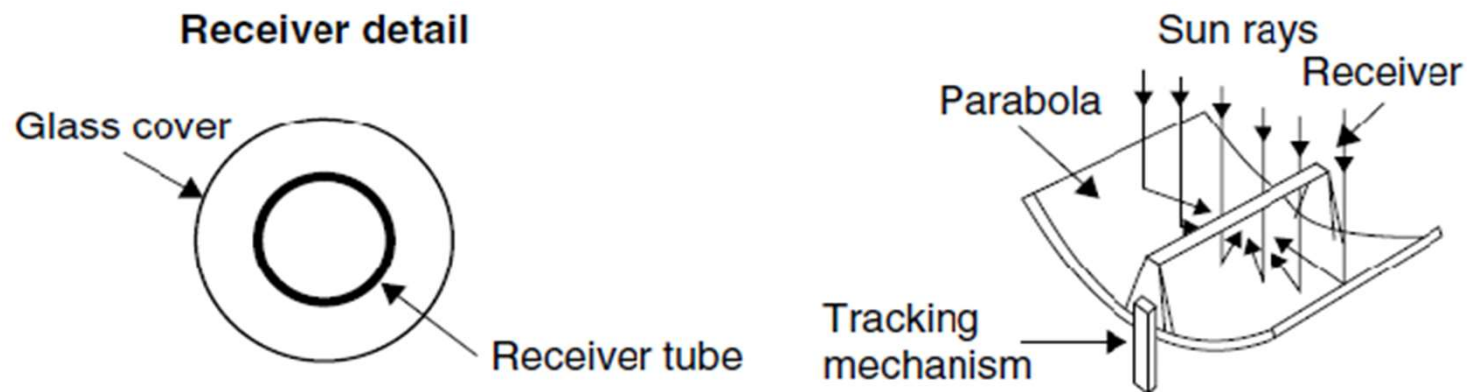 Receiver detail
Glass cover
Receiver tube
Sun rays
Receiver
Parabola
Tracking
mechanism